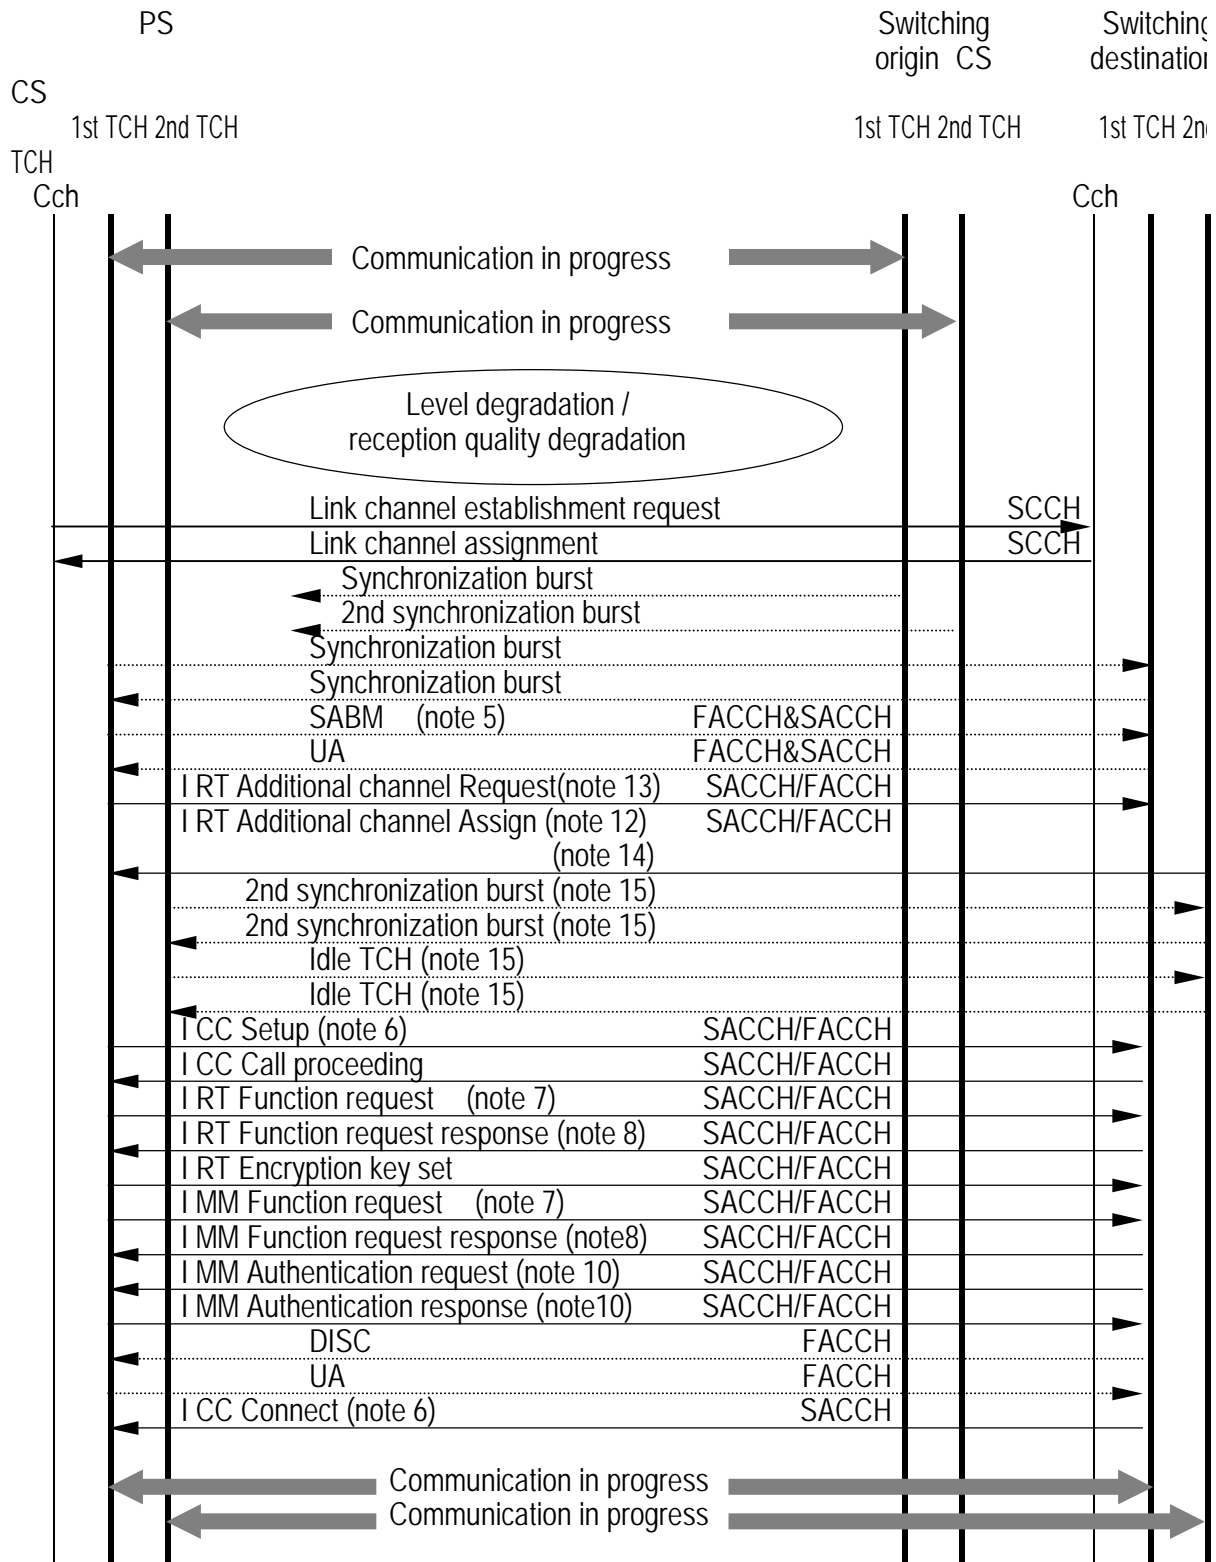 PS Switching Switching
origin CS destination
CS
1st TCH 2nd TCH 1st TCH 2nd TCH 1st TCH 2n
TCH
Cch Cch
Communication in progress
Communication in progress
Level degradation /
reception quality degradation
Link channel establishment request SCCH
Link channel assignment SCCH
Synchronization burst
2nd synchronization burst
Synchronization burst
Synchronization burst
SABM (note 5) FACCH&SACCH
UA FACCH&SACCH
I RT Additional channel Request(note 13) SACCH/FACCH
I RT Additional channel Assign (note 12) SACCH/FACCH
(note 14)
2nd synchronization burst (note 15)
2nd synchronization burst (note 15)
Idle TCH (note 15)
Idle TCH (note 15)
I CC Setup (note 6) SACCH/FACCH
I CC Call proceeding SACCH/FACCH
I RT Function request (note 7) SACCH/FACCH
I RT Function request response (note 8) SACCH/FACCH
I RT Encryption key set SACCH/FACCH
I MM Function request (note 7) SACCH/FACCH
I MM Function request response (note8) SACCH/FACCH
I MM Authentication request (note 10) SACCH/FACCH
I MM Authentication response (note10) SACCH/FACCH
DISC FACCH
UA FACCH
I CC Connect (note 6) SACCH
Communication in progress
Communication in progress